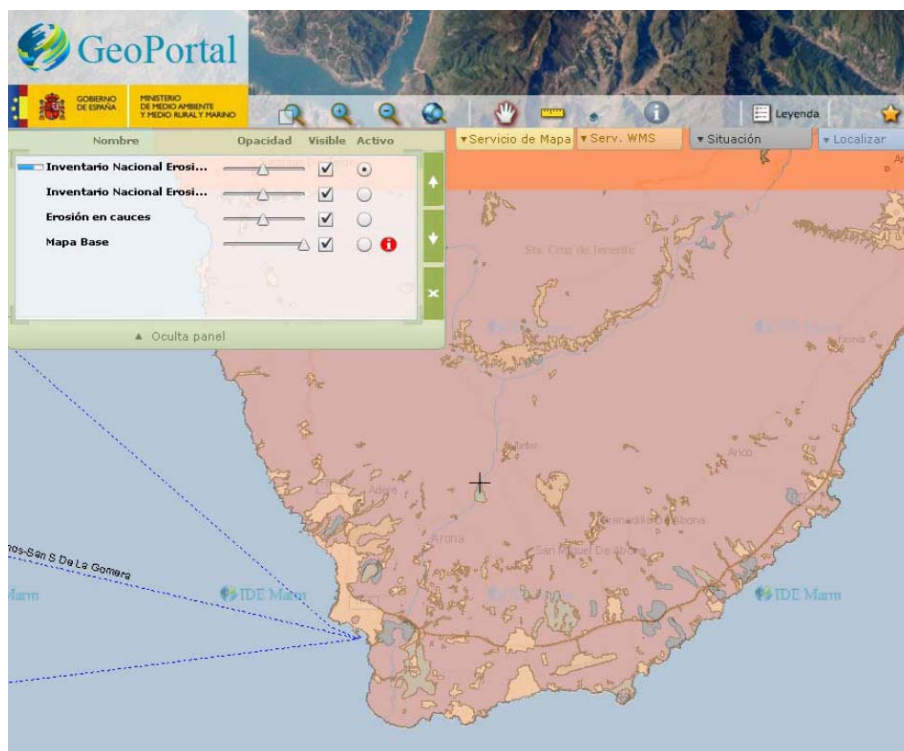 GeoPortal
GOBIERNO
DE ESPAÑA
MINISTERIO
DE MEDIO AMBIENTE
Y MEDIO RURAL Y MARINO
Leyenda
Nombre Opacidad Visible Activo
Servicio de Mapa
Serv. WMS
Situación
Localizar
Inventario Nacional Erosi...
Inventario Nacional Erosi...
Erosión en cauces
Mapa Base
Oculta panel
Sta. Cruz de Tenerife
IDE Marm
IDE Marm
Fasnia
Arico
Adeje
Granadilla De Abona
Arona
San Miguel De Abona
nos-San S De La Gomera
Marm
IDE Marm
IDE Marm
IDE Marm